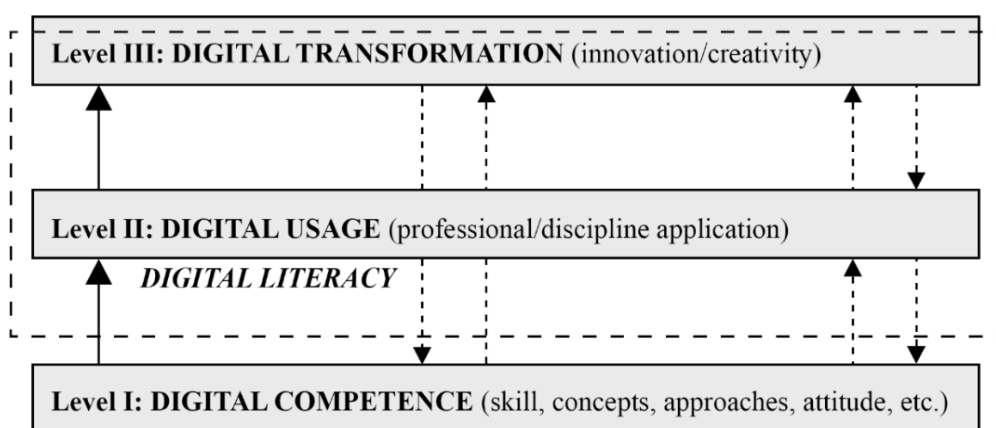 Level III: DIGITAL TRANSFORMATION (innovation/creativity)
Level II: DIGITAL USAGE (professional/discipline application)
DIGITAL LITERACY
Level I: DIGITAL COMPETENCE (skill, concepts, approaches, attitude, etc.)